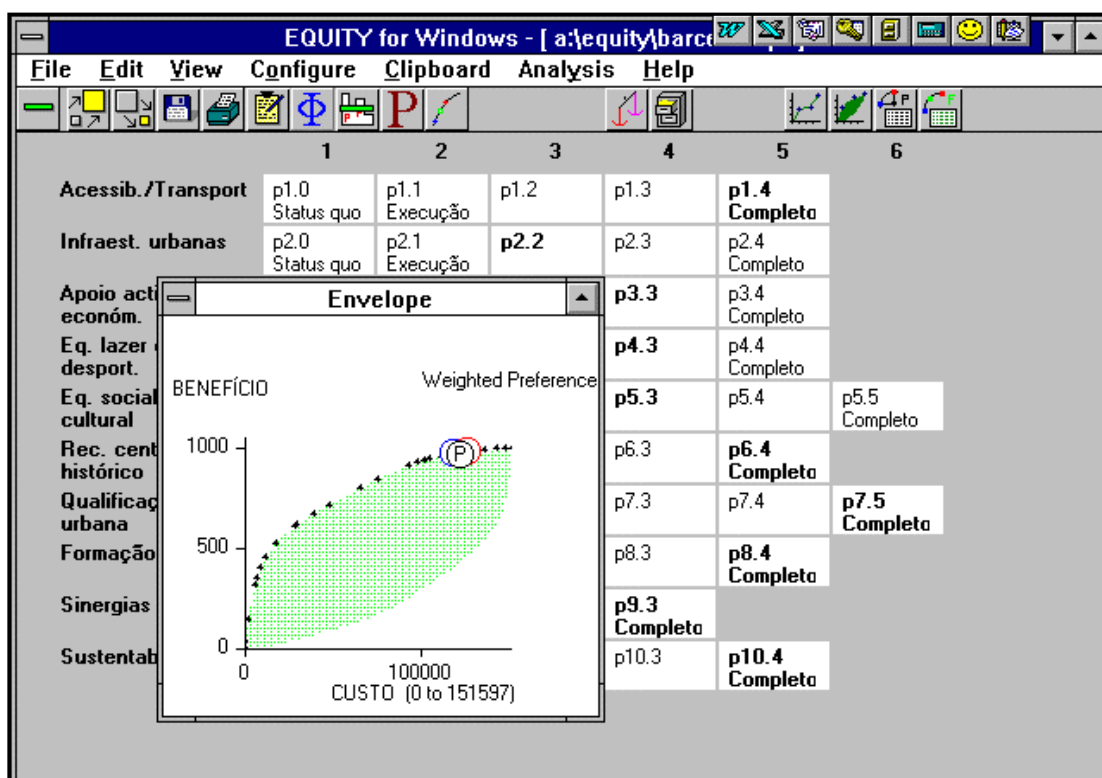 EQUITY for Windows - [ a:\equity\barce
File Edit View Configure Clipboard Analysis Help
1 2 3 4 5 6
Acessib./Transport p1.0 Status quo p1.1 Execução p1.2 p1.3 p1.4 Completo
Infraest. urbanas p2.0 Status quo p2.1 Execução p2.2 p2.3 p2.4 Completo
Apoio acti
económ. p3.3 p3.4 Completo
Eq. lazer
desport. p4.3 p4.4 Completo
Eq. social
cultural p5.3 p5.4 p5.5 Completo
Rec. cent
histórico p6.3 p6.4 Completo
Qualificaç
urbana p7.3 p7.4 p7.5 Completo
Formação p8.3 p8.4 Completo
Sinergias p9.3 Completo
Sustentab p10.3 p10.4 Completo
Envelope
BENEFÍCIO Weighted Preference
1000
P
500
0
0 100000
CUSTO (0 to 151597)